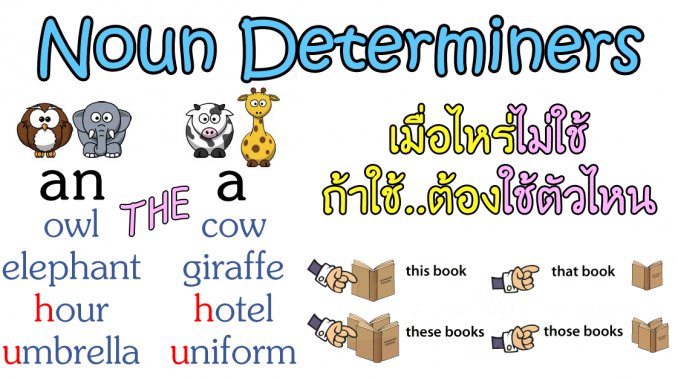 Noun Determiners
an
THE
a
owl
elephant
hour
umbrella
cow
giraffe
hotel
uniform
เมื่อไหร่ไม่ใช้
ถ้าใช้..ต้องใช้ตัวไหน
this book
that book
these books
those books